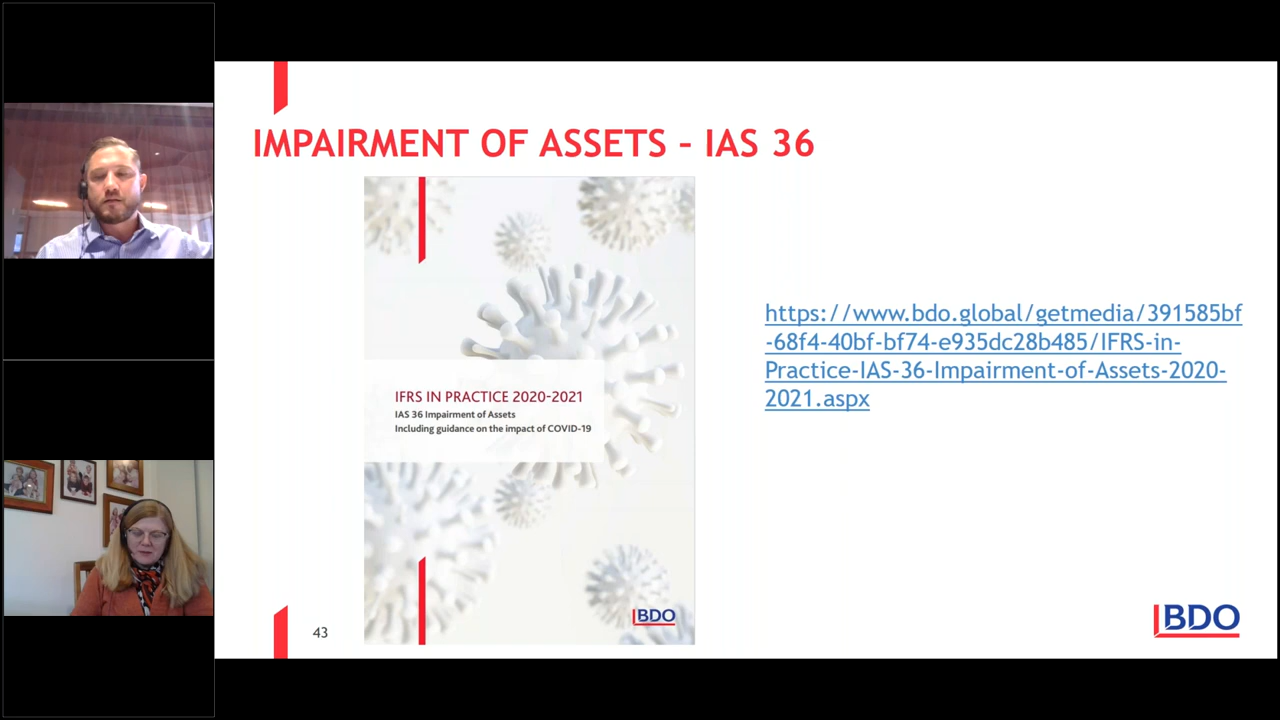 IMPAIRMENT OF ASSETS – IAS 36
IFRS IN PRACTICE 2020-2021
IAS 36 Impairment of Assets
Including guidance on the impact of COVID-19
BDO
https://www.bdo.global/getmedia/391585bf
-68f4-40bf-bf74-e935dc28b485/IFRS-in-
Practice-IAS-36-Impairment-of-Assets-2020-
2021.aspx
43
BDO